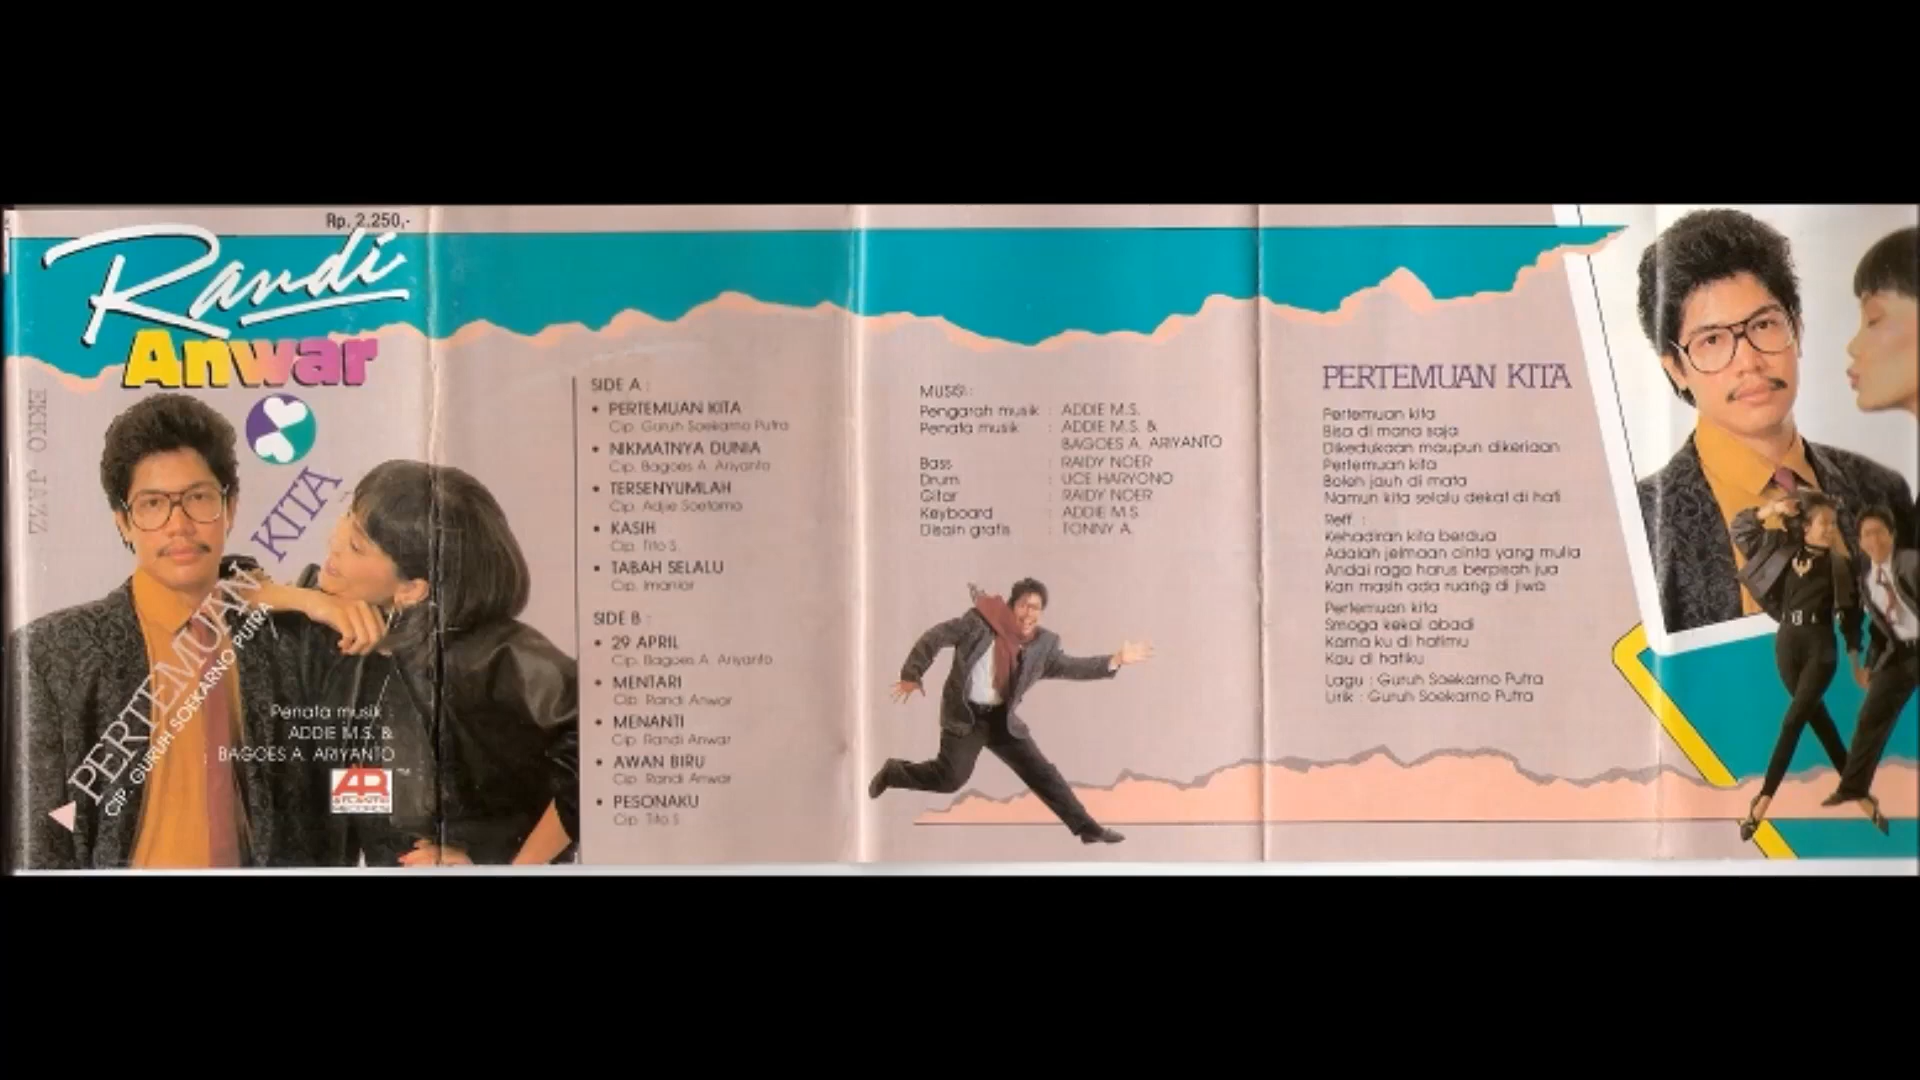 Rp. 2.250,-
Randi
Anwar
EKKO JAZZ
PERTEMUAN KITA
CIP. GURUH SOEKARNO PUTRA
Penata musik :
ADDIE M.S. &
BAGOES A. ARIYANTO
AR
RECORDS
SIDE A :
• PERTEMUAN KITA
Cip. Guruh Soekarno Putra
• NIKMATNYA DUNIA
Cip. Bagoes A. Ariyanto
• TERSENYUMLAH
Cip. Adjie Soetama
• KASIH
Cip. Tito S.
• TABAH SELALU
Cip. Imaniar
SIDE B :
• 29 APRIL
Cip. Bagoes A. Ariyanto
• MENTARI
Cip. Randi Anwar
• MENANTI
Cip. Randi Anwar
• AWAN BIRU
Cip. Randi Anwar
• PESONAKU
Cip. Tito S.
MUSISI :
Pengarah musik : ADDIE M.S.
Penata musik : ADDIE M.S. &
BAGOES A. ARIYANTO
Bass : RAIDY NOER
Drum : UCE HARYONO
Gitar : RAIDY NOER
Keyboard : ADDIE M.S.
Disain grafis : TONNY A.
PERTEMUAN KITA
Pertemuan kita
Bisa di mana saja
Dikedukaan maupun dikeriaan
Pertemuan kita
Boleh jauh di mata
Namun kita selalu dekat di hati
Reff. :
Kehadiran kita berdua
Adalah jelmaan cinta yang mulia
Andai raga harus berpisah jua
Kan masih ada ruang di jiwa
Pertemuan kita
Smoga kekal abadi
Karna ku di hatimu
Kau di hatiku
Lagu : Guruh Soekarno Putra
Lirik : Guruh Soekarno Putra